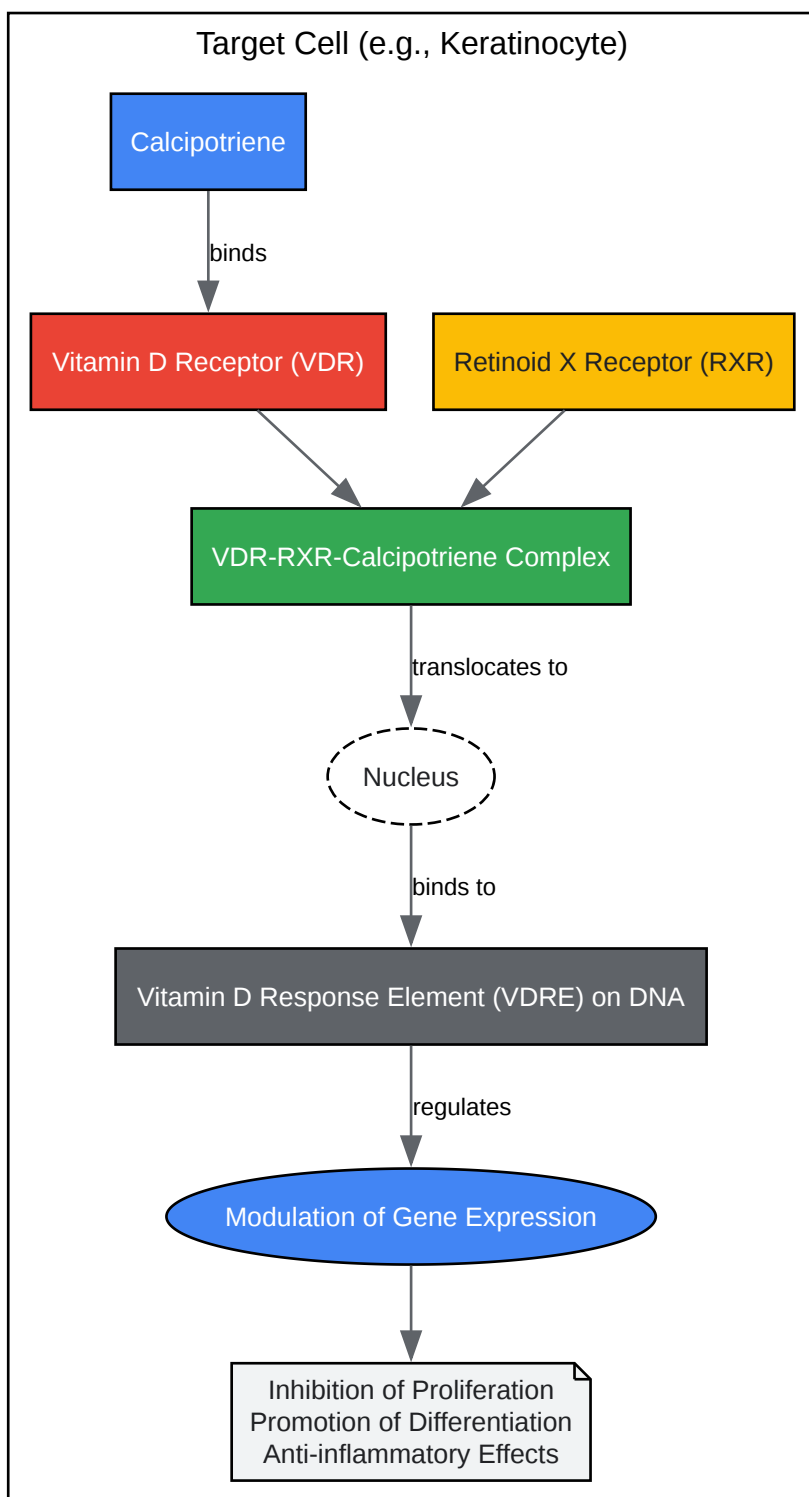 Target Cell (e.g., Keratinocyte)
Calcipotriene
binds
Vitamin D Receptor (VDR)
Retinoid X Receptor (RXR)
VDR-RXR-Calcipotriene Complex
translocates to
Nucleus
binds to
Vitamin D Response Element (VDRE) on DNA
regulates
Modulation of Gene Expression
Inhibition of Proliferation
Promotion of Differentiation
Anti-inflammatory Effects